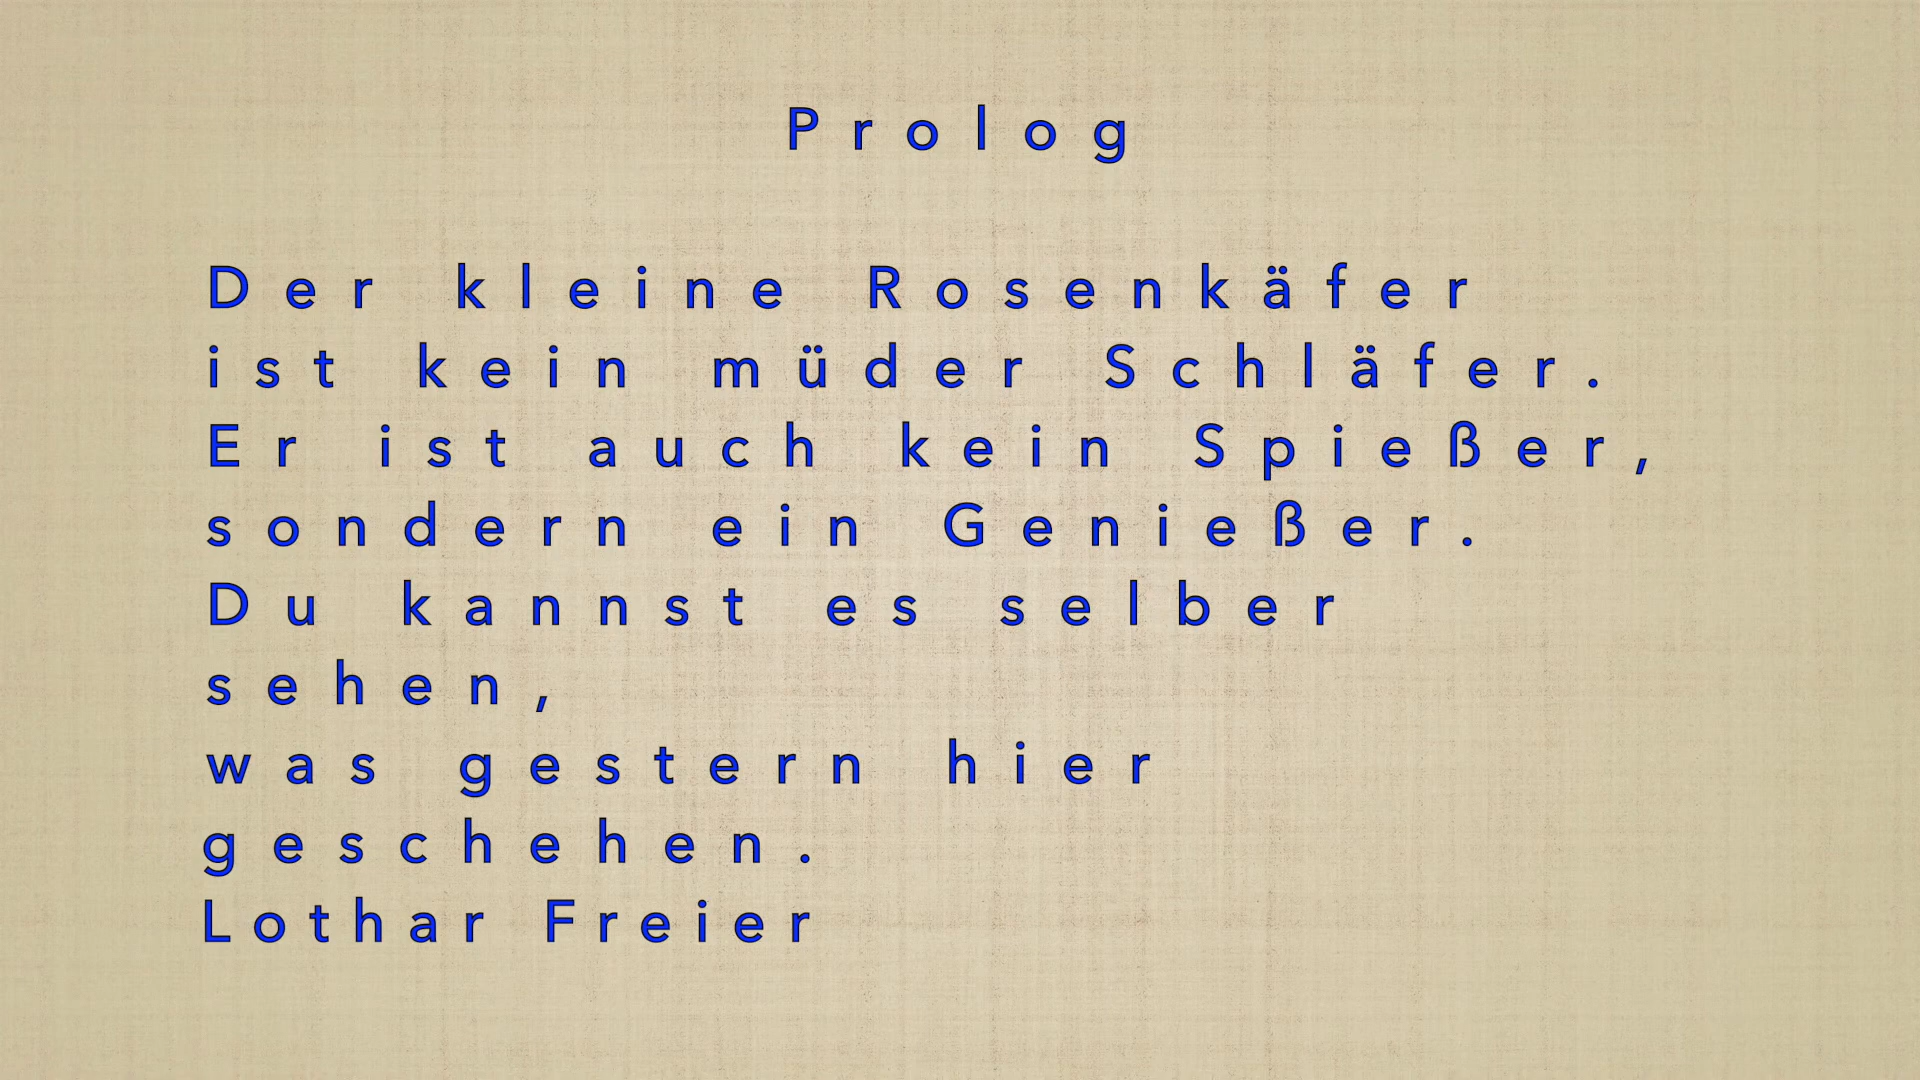 Prolog
Der kleine Rosenkäfer
ist kein müder Schläfer.
Er ist auch kein Spießer,
sondern ein Genießer.
Du kannst es selber
sehen,
was gestern hier
geschehen.
Lothar Freier